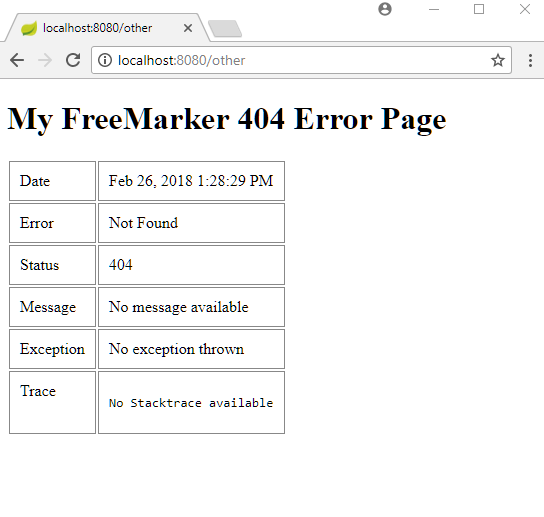 localhost:8080/other
localhost:8080/other
My FreeMarker 404 Error Page
Date Feb 26, 2018 1:28:29 PM
Error Not Found
Status 404
Message No message available
Exception No exception thrown
Trace No Stacktrace available